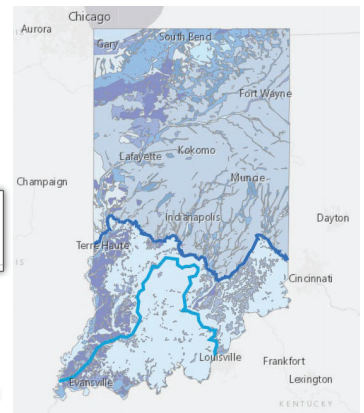 Chicago
Aurora
South Bend
Gary
Fort Wayne
Kokomo
Lafayette
Champaign
Muncie
Indianapolis
Dayton
Terre Haute
Cincinnati
Louisville
Frankfort
Lexington
Evansville
KENTUCKY